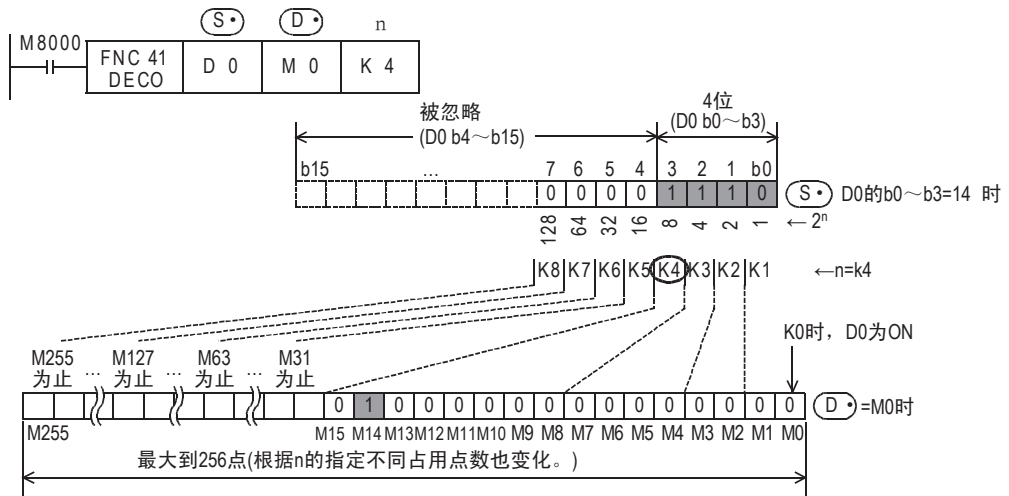 S・ D・ n
M8000
FNC 41 DECO D 0 M 0 K 4
被忽略 (D0 b4～b15)
4位 (D0 b0～b3)
b15 ... 7 6 5 4 3 2 1 b0
0 0 0 0 1 1 1 0 S・ D0的b0～b3=14 时
128 64 32 16 8 4 2 1 ← 2ⁿ
K8 K7 K6 K5 K4 K3 K2 K1 ←n=k4
K0时，D0为ON
M255 为止 ... M127 为止 ... M63 为止 ... M31 为止
0 1 0 0 0 0 0 0 0 0 0 0 0 0 0 0 D・ =M0时
M255 M15 M14 M13 M12 M11 M10 M9 M8 M7 M6 M5 M4 M3 M2 M1 M0
最大到256点(根据n的指定不同占用点数也变化。)